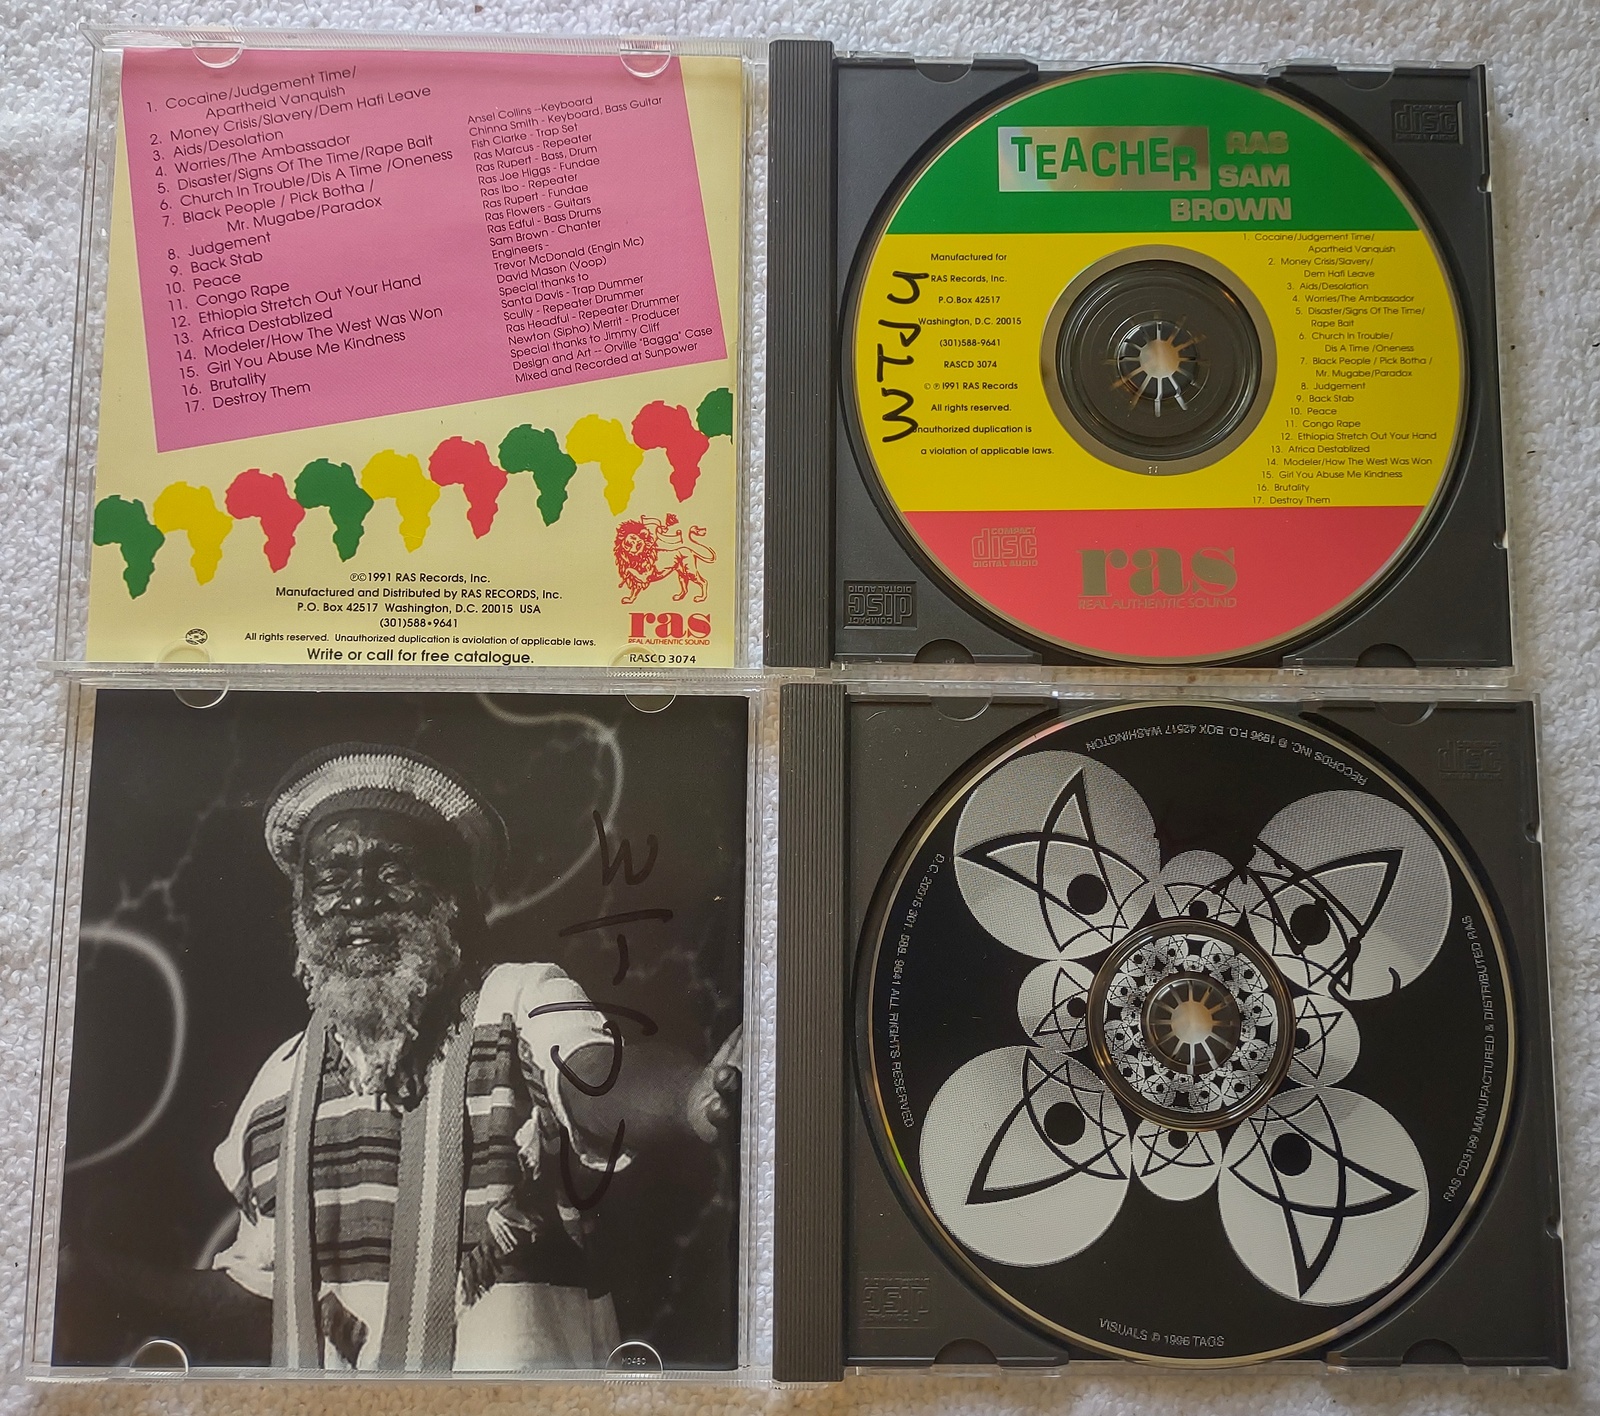 1. Cocaine/Judgement Time/
Apartheid Vanquish
2. Money Crisis/Slavery/Dem Hafi Leave
3. Aids/Desolation
4. Worries/The Ambassador
5. Disaster/Signs Of The Time/Rape Bait
6. Church In Trouble/Dis A Time /Oneness
7. Black People / Pick Botha /
Mr. Mugabe/Paradox
8. Judgement
9. Back Stab
10. Peace
11. Congo Rape
12. Ethiopia Stretch Out Your Hand
13. Africa Destablized
14. Modeler/How The West Was Won
15. Girl You Abuse Me Kindness
16. Brutality
17. Destroy Them
Ansel Collins --Keyboard
Chinna Smith - Keyboard, Bass Guitar
Fish Clarke - Trap Set
Ras Marcus - Repeater
Ras Rupert - Bass, Drum
Ras Joe Higgs - Fundae
Ras Ibo - Repeater
Ras Rupert - Fundae
Ras Flowers - Guitars
Ras Edful - Bass Drums
Sam Brown - Chanter
Engineers -
Trevor McDonald (Engin Mc)
David Mason (Voop)
Special thanks to
Santa Davis - Trap Dummer
Scully - Repeater Drummer
Ras Headful - Repeater Drummer
Newton (Sipho) Merrit - Producer
Special thanks to Jimmy Cliff
Design and Art -- Orville "Bagga" Case
Mixed and Recorded at Sunpower
℗©1991 RAS Records, Inc.
Manufactured and Distributed by RAS RECORDS, Inc.
P.O. Box 42517 Washington, D.C. 20015 USA
(301)588•9641
All rights reserved. Unauthorized duplication is aviolation of applicable laws.
Write or call for free catalogue.
ras
REAL AUTHENTIC SOUND
RASCD 3074
TEACHER
RAS
SAM
BROWN
WTJU
Manufactured for
RAS Records, Inc.
P.O.Box 42517
Washington, D.C. 20015
(301)588-9641
RASCD 3074
© ℗ 1991 RAS Records
All rights reserved.
Unauthorized duplication is
a violation of applicable laws.
1. Cocaine/Judgement Time/
Apartheid Vanquish
2. Money Crisis/Slavery/
Dem Hafi Leave
3. Aids/Desolation
4. Worries/The Ambassador
5. Disaster/Signs Of The Time/
Rape Bait
6. Church In Trouble/
Dis A Time /Oneness
7. Black People / Pick Botha /
Mr. Mugabe/Paradox
8. Judgement
9. Back Stab
10. Peace
11. Congo Rape
12. Ethiopia Stretch Out Your Hand
13. Africa Destablized
14. Modeler/How The West Was Won
15. Girl You Abuse Me Kindness
16. Brutality
17. Destroy Them
COMPACT
disc
DIGITAL AUDIO
ras
REAL AUTHENTIC SOUND
COMPACT
disc
DIGITAL AUDIO
COMPACT
disc
DIGITAL AUDIO
RAS CD3199 MANUFACTURED & DISTRIBUTED RAS
RECORDS INC. © 1996 P.O. BOX 42517 WASHINGTON
D.C. 20015 301. 588. 9641 ALL RIGHTS RESERVED
VISUALS ℗ 1996 TAOS
disc